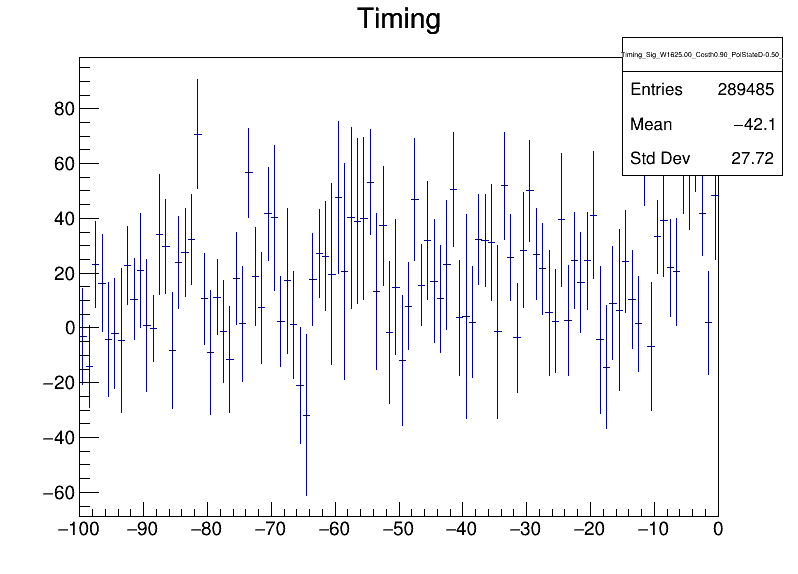 Timing
Timing_Sig_W1625.00_Costh0.90_PolStateD-0.50_
Entries 289485
Mean −42.1
Std Dev 27.72
80
60
40
20
0
−20
−40
−60
−100 −90 −80 −70 −60 −50 −40 −30 −20 −10 0